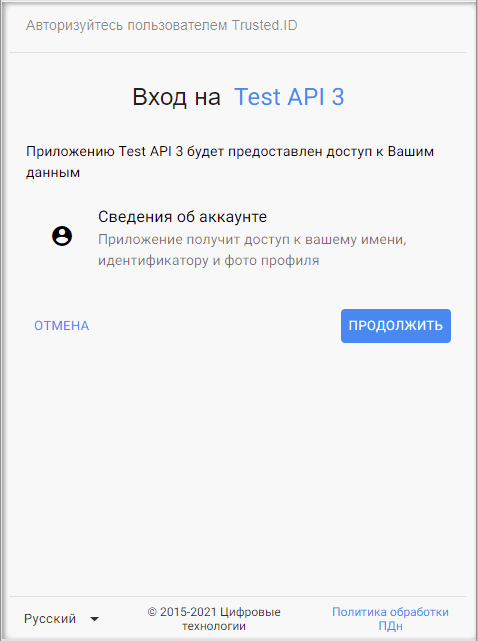 Авторизуйтесь пользователем Trusted.ID
Вход на Test API 3
Приложению Test API 3 будет предоставлен доступ к Вашим
данным
Сведения об аккаунте
Приложение получит доступ к вашему имени,
идентификатору и фото профиля
ОТМЕНА
ПРОДОЛЖИТЬ
Русский
© 2015-2021 Цифровые
технологии
Политика обработки
ПДн